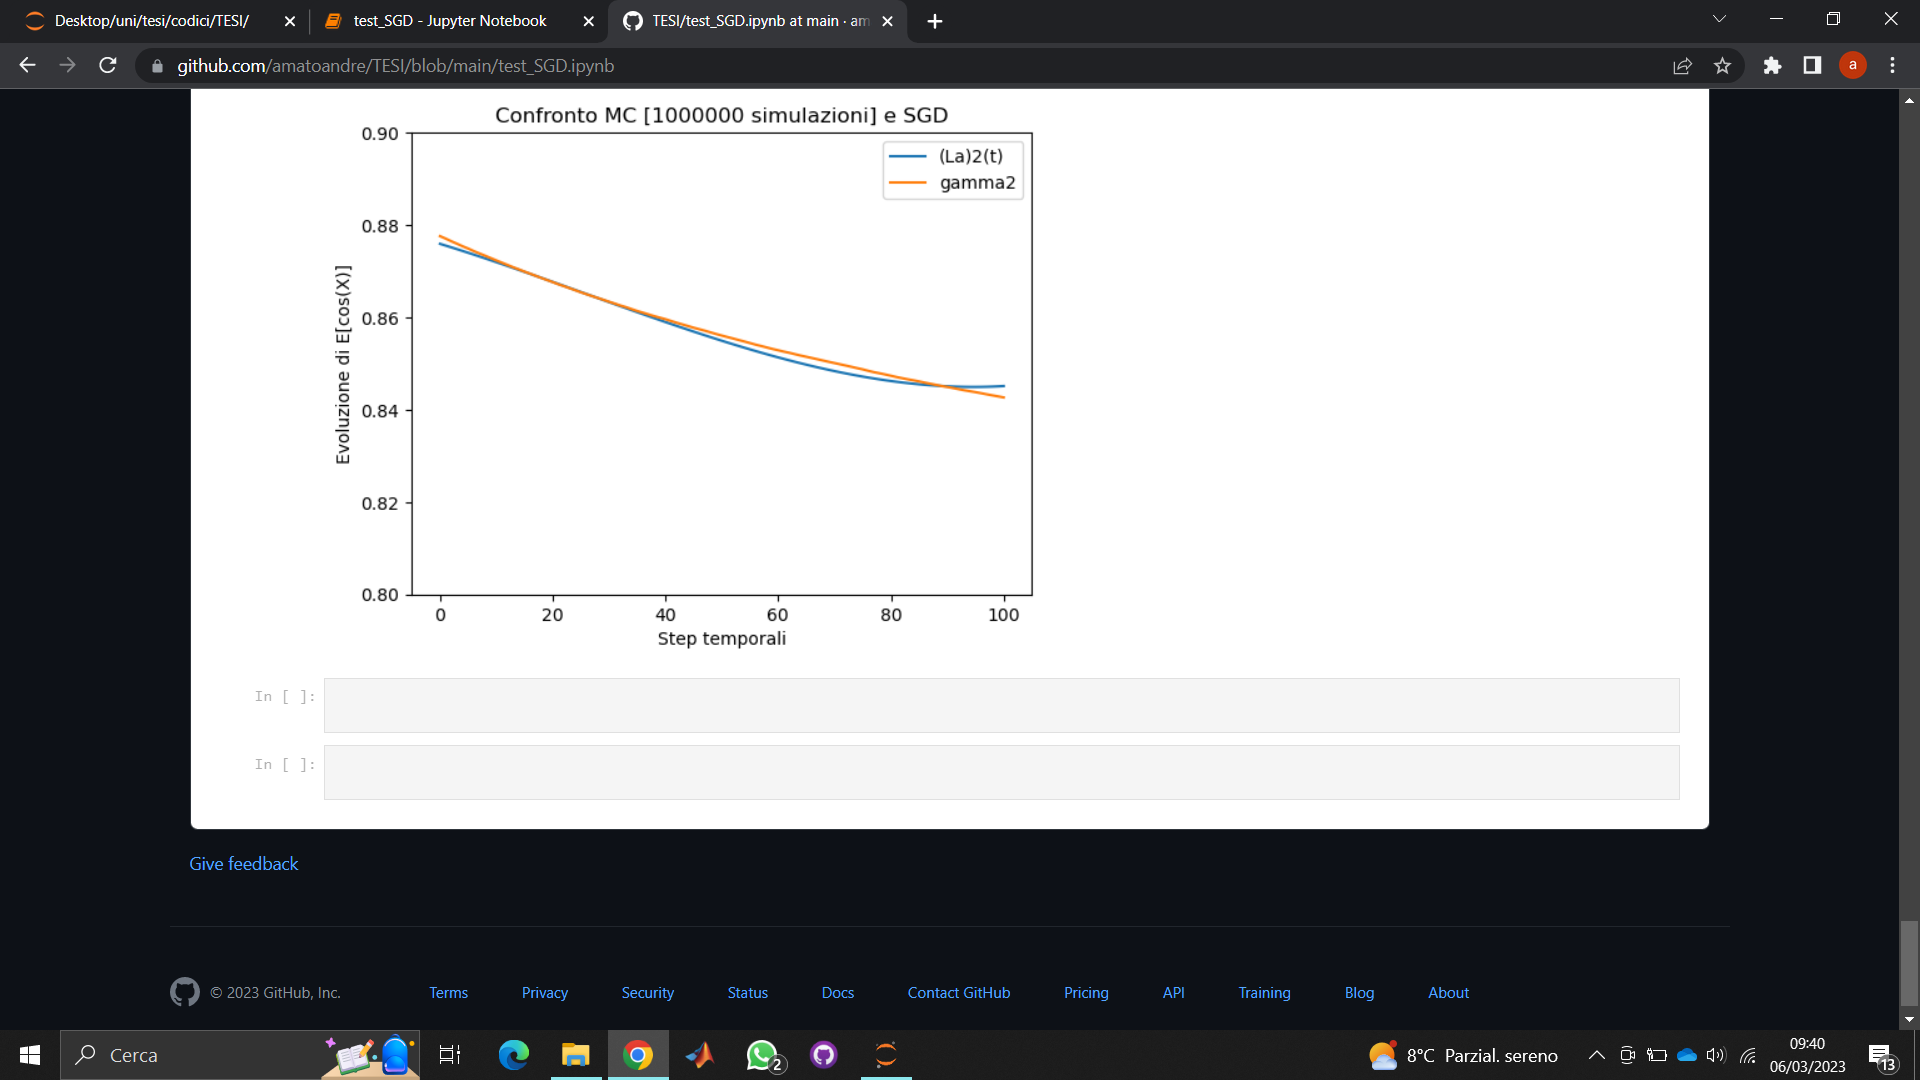 Desktop/uni/tesi/codici/TESI/
test_SGD - Jupyter Notebook
TESI/test_SGD.ipynb at main · am
github.com/amatoandre/TESI/blob/main/test_SGD.ipynb
a
Confronto MC [1000000 simulazioni] e SGD
(La)2(t)
gamma2
0.90
0.88
0.86
0.84
0.82
0.80
Evoluzione di E[cos(X)]
0 20 40 60 80 100
Step temporali
In [ ]:
In [ ]:
Give feedback
© 2023 GitHub, Inc. Terms Privacy Security Status Docs Contact GitHub Pricing API Training Blog About
Cerca
2
8°C Parzial. sereno
09:40
06/03/2023
13